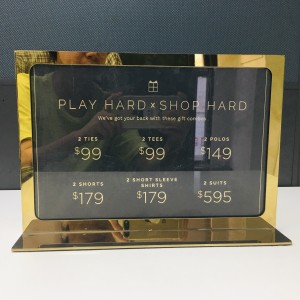 PLAY HARD x SHOP HARD
We've got your back with these gift combos
2 TIES 2 TEES 2 POLOS
$99 $99 $149
2 SHORTS 2 SHORT SLEEVE SHIRTS 2 SUITS
$179 $179 $595